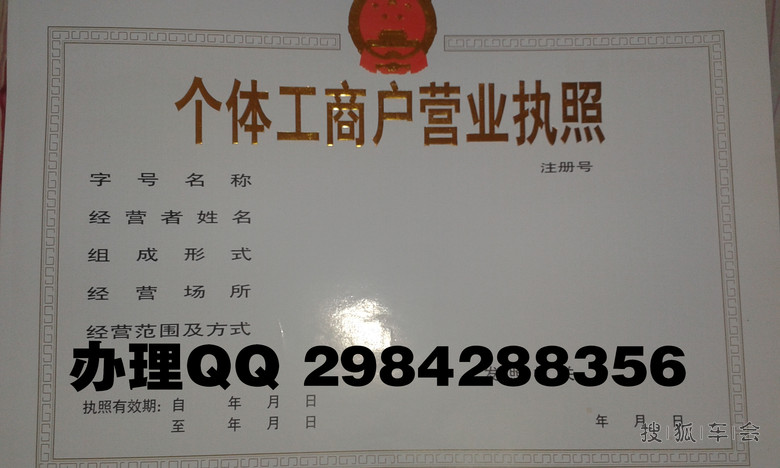 个体工商户营业执照
注册号
字号名称
经营者姓名
组成形式
经营场所
经营范围及方式
办理QQ 2984288356
执照有效期：自 年 月 日
至 年 月 日
年 月 日
搜狐车会